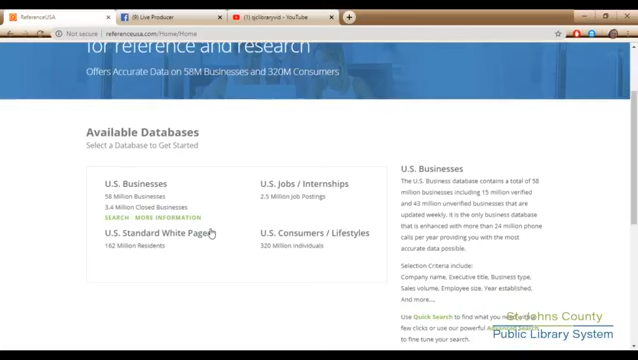 ReferenceUSA
(8) Live Producer
(1) sjclibraryvid - YouTube
Not secure | referenceusa.com/Home/Home
for reference and research
Offers Accurate Data on 58M Businesses and 320M Consumers
Available Databases
Select a Database to Get Started
U.S. Businesses
58 Million Businesses
3.4 Million Closed Businesses
SEARCH MORE INFORMATION
U.S. Jobs / Internships
2.5 Million Job Postings
U.S. Standard White Pages
162 Million Residents
U.S. Consumers / Lifestyles
320 Million Individuals
U.S. Businesses
The U.S. Business database contains a total of 58
million businesses including 15 million verified
and 43 million unverified businesses that are
updated weekly. It is the only business database
that is enhanced with more than 24 million phone
calls per year providing you with the most
accurate data possible.
Selection Criteria include:
Company name, Executive title, Business type,
Sales volume, Employee size, Year established,
And more....
Use Quick Search to find what you need with a
few clicks or use our powerful Advanced Search
to fine tune your search.
St Johns County
Public Library System